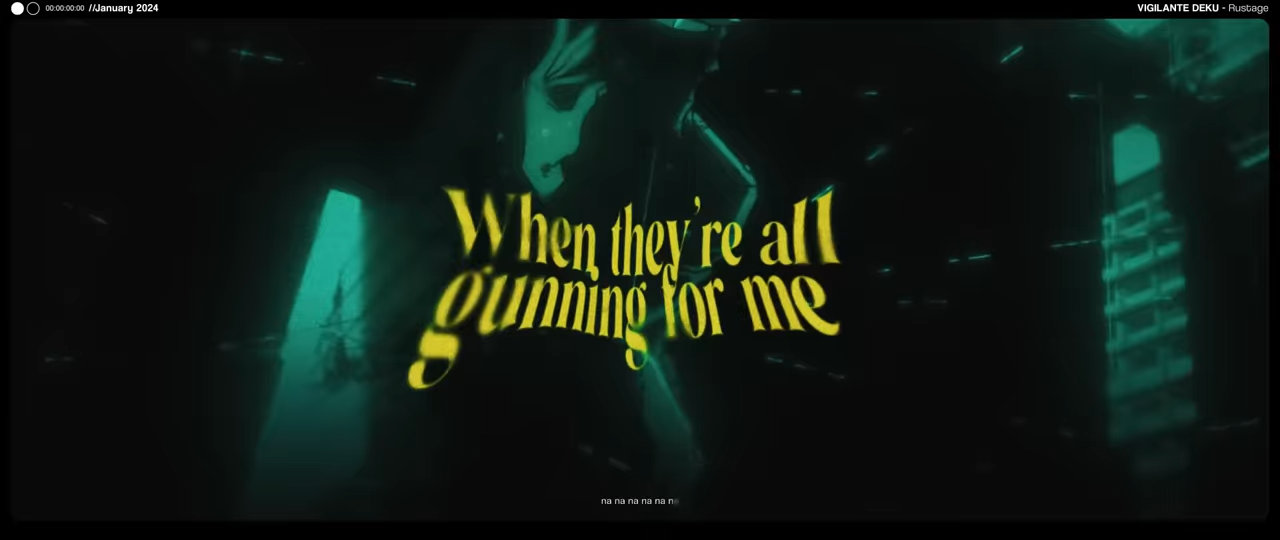 00:00:00:00 //January 2024
VIGILANTE DEKU - Rustage
When they're all
gunning for me
na na na na na na